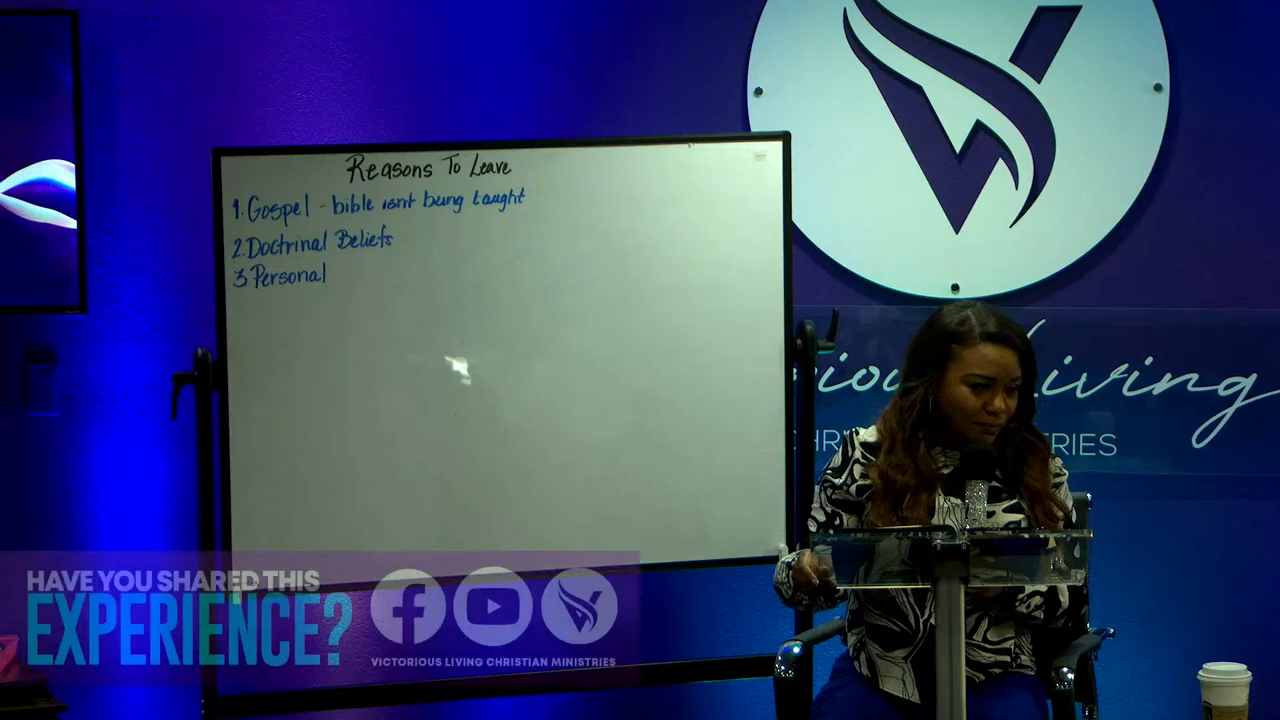 Reasons To Leave
1. Gospel - bible isnt being taught
2. Doctrinal Beliefs
3 Personal
Living
RIES
HAVE YOU SHARED THIS
EXPERIENCE?
VICTORIOUS LIVING CHRISTIAN MINISTRIES